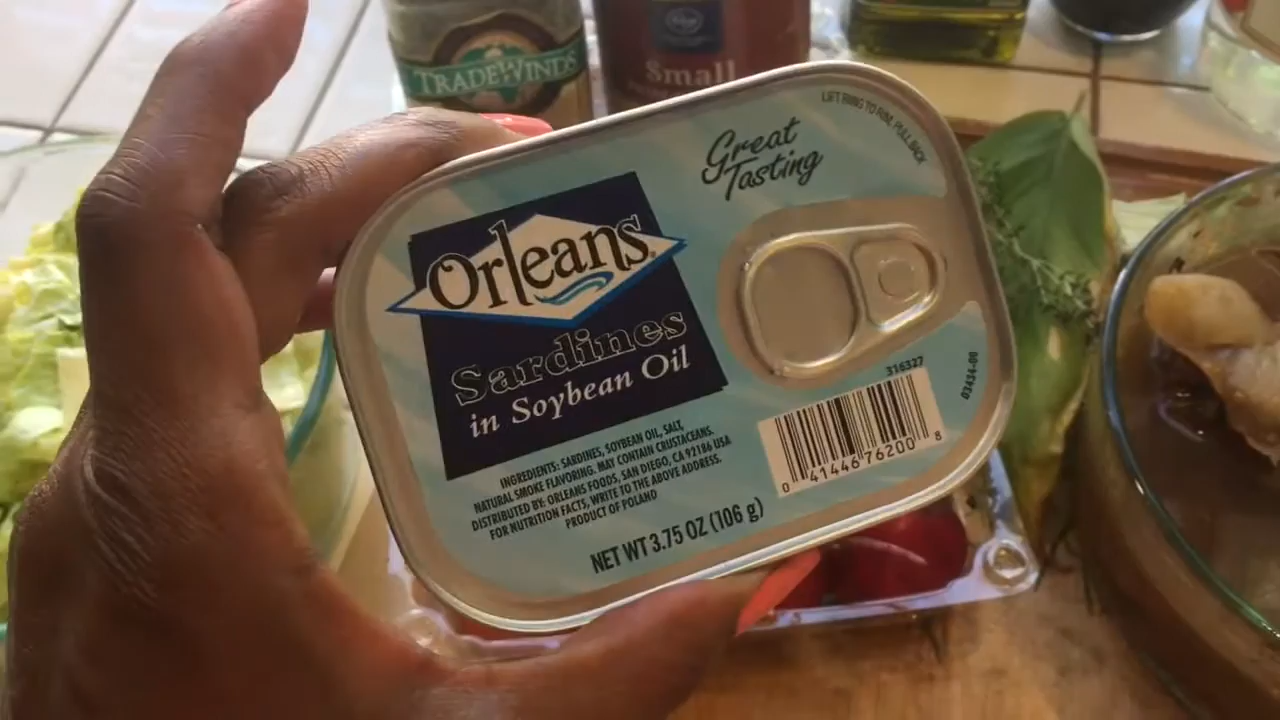 TRADEWINDS
Small
LIFT RING TO RIM, PULL BACK
Great
Tasting
Orleans
Sardines
in Soybean Oil
INGREDIENTS: SARDINES, SOYBEAN OIL, SALT,
NATURAL SMOKE FLAVORING. MAY CONTAIN CRUSTACEANS.
DISTRIBUTED BY: ORLEANS FOODS, SAN DIEGO, CA 92186 USA
FOR NUTRITION FACTS, WRITE TO THE ABOVE ADDRESS.
PRODUCT OF POLAND
NET WT 3.75 OZ (106 g)
316327
0 41446 76200 8
03434-00